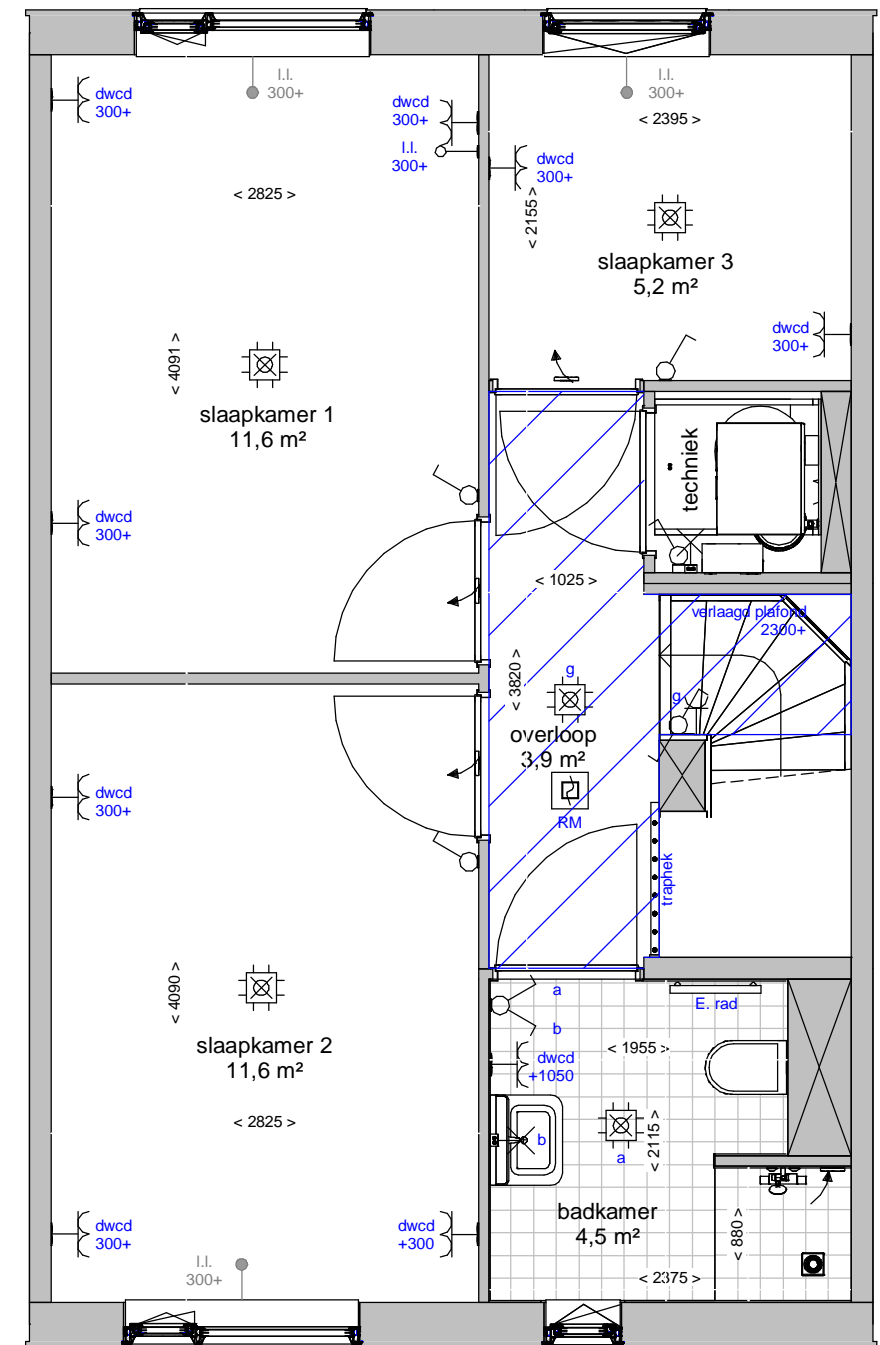 l.l.
300+
l.l.
300+
dwcd
300+
dwcd
300+
l.l.
300+
< 2395 >
dwcd
300+
< 2825 >
< 2155 >
slaapkamer 3
5,2 m²
dwcd
300+
< 4091 >
slaapkamer 1
11,6 m²
techniek
dwcd
300+
< 1025 >
verlaagd plafond
2300+
< 3820 >
g
g
overloop
3,9 m²
dwcd
300+
RM
traphek
< 4090 >
a
E. rad
b
slaapkamer 2
11,6 m²
< 1955 >
dwcd
+1050
< 2825 >
b
a
< 2115 >
badkamer
4,5 m²
< 880 >
dwcd
300+
dwcd
+300
l.l.
300+
< 2375 >